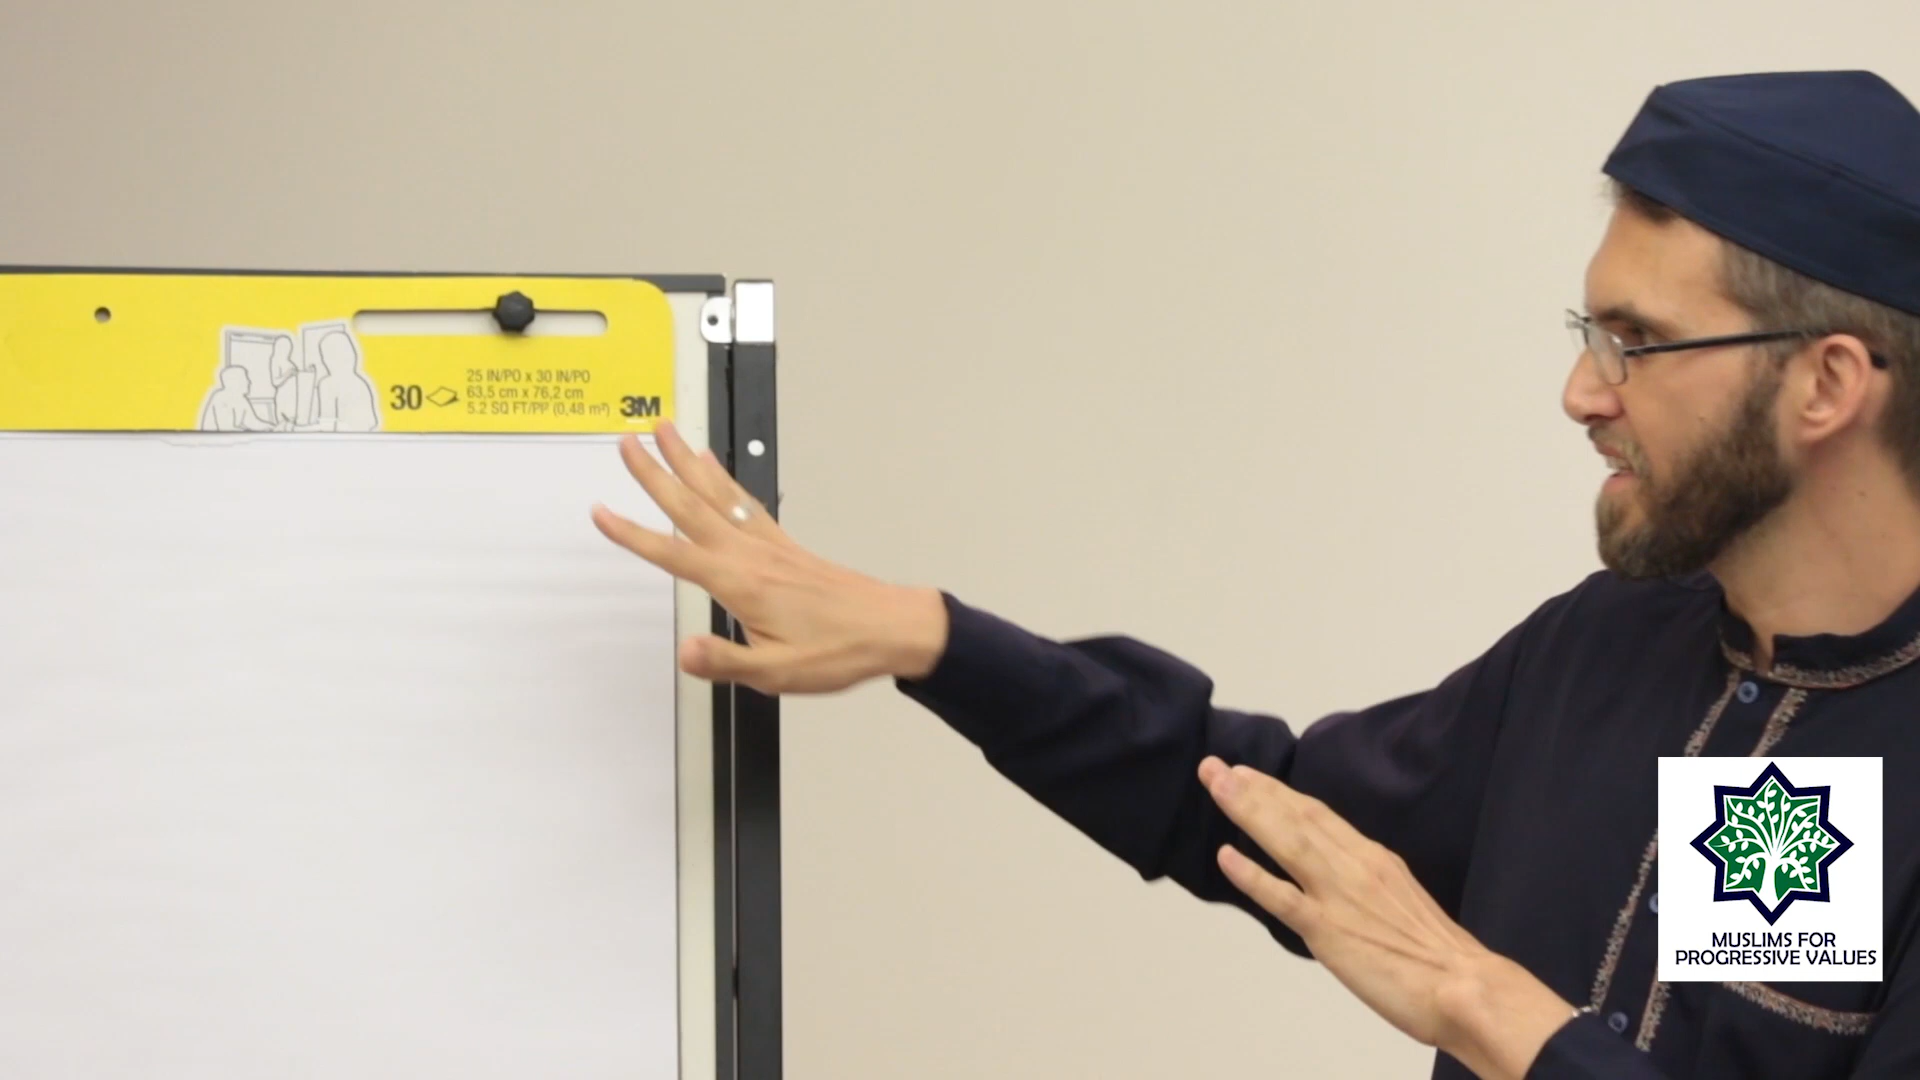 30
25 IN/PO x 30 IN/PO
63,5 cm x 76,2 cm
5.2 SQ FT/PI² (0,48 m²)
3M
MUSLIMS FOR
PROGRESSIVE VALUES